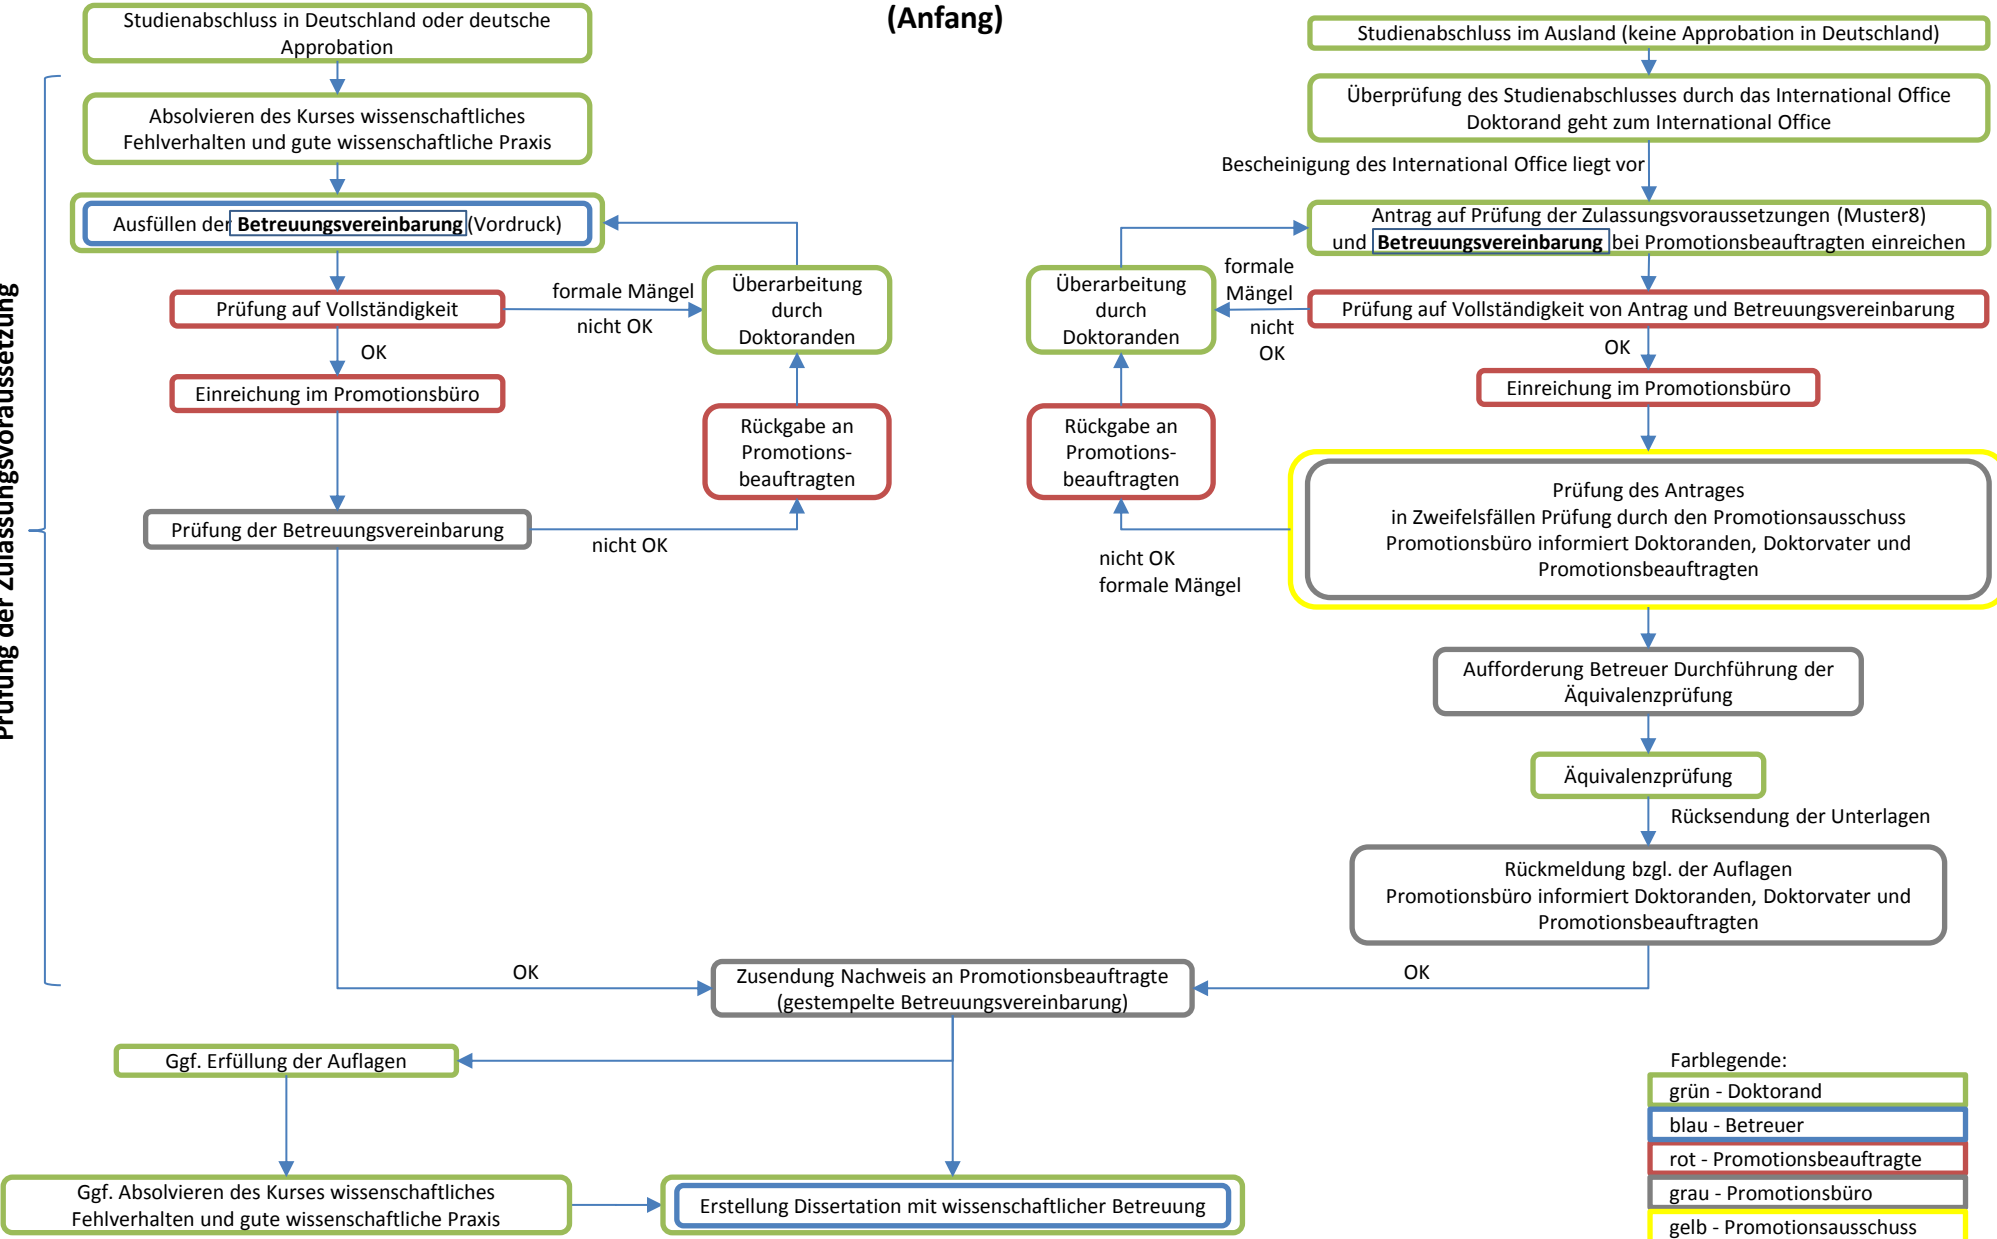 (Anfang)
Prüfung der Zulassungsvoraussetzung
Studienabschluss in Deutschland oder deutsche
Approbation
Absolvieren des Kurses wissenschaftliches
Fehlverhalten und gute wissenschaftliche Praxis
Ausfüllen der Betreuungsvereinbarung (Vordruck)
Prüfung auf Vollständigkeit
formale Mängel
nicht OK
OK
Einreichung im Promotionsbüro
Prüfung der Betreuungsvereinbarung
nicht OK
Überarbeitung
durch
Doktoranden
Rückgabe an
Promotions-
beauftragten
Studienabschluss im Ausland (keine Approbation in Deutschland)
Überprüfung des Studienabschlusses durch das International Office
Doktorand geht zum International Office
Bescheinigung des International Office liegt vor
Antrag auf Prüfung der Zulassungsvoraussetzungen (Muster8)
und Betreuungsvereinbarung bei Promotionsbeauftragten einreichen
Überarbeitung
durch
Doktoranden
formale
Mängel
nicht
OK
Prüfung auf Vollständigkeit von Antrag und Betreuungsvereinbarung
OK
Einreichung im Promotionsbüro
Rückgabe an
Promotions-
beauftragten
nicht OK
formale Mängel
Prüfung des Antrages
in Zweifelsfällen Prüfung durch den Promotionsausschuss
Promotionsbüro informiert Doktoranden, Doktorvater und
Promotionsbeauftragten
Aufforderung Betreuer Durchführung der
Äquivalenzprüfung
Äquivalenzprüfung
Rücksendung der Unterlagen
Rückmeldung bzgl. der Auflagen
Promotionsbüro informiert Doktoranden, Doktorvater und
Promotionsbeauftragten
OK
OK
Zusendung Nachweis an Promotionsbeauftragte
(gestempelte Betreuungsvereinbarung)
Ggf. Erfüllung der Auflagen
Ggf. Absolvieren des Kurses wissenschaftliches
Fehlverhalten und gute wissenschaftliche Praxis
Erstellung Dissertation mit wissenschaftlicher Betreuung
Farblegende:
grün - Doktorand
blau - Betreuer
rot - Promotionsbeauftragte
grau - Promotionsbüro
gelb - Promotionsausschuss